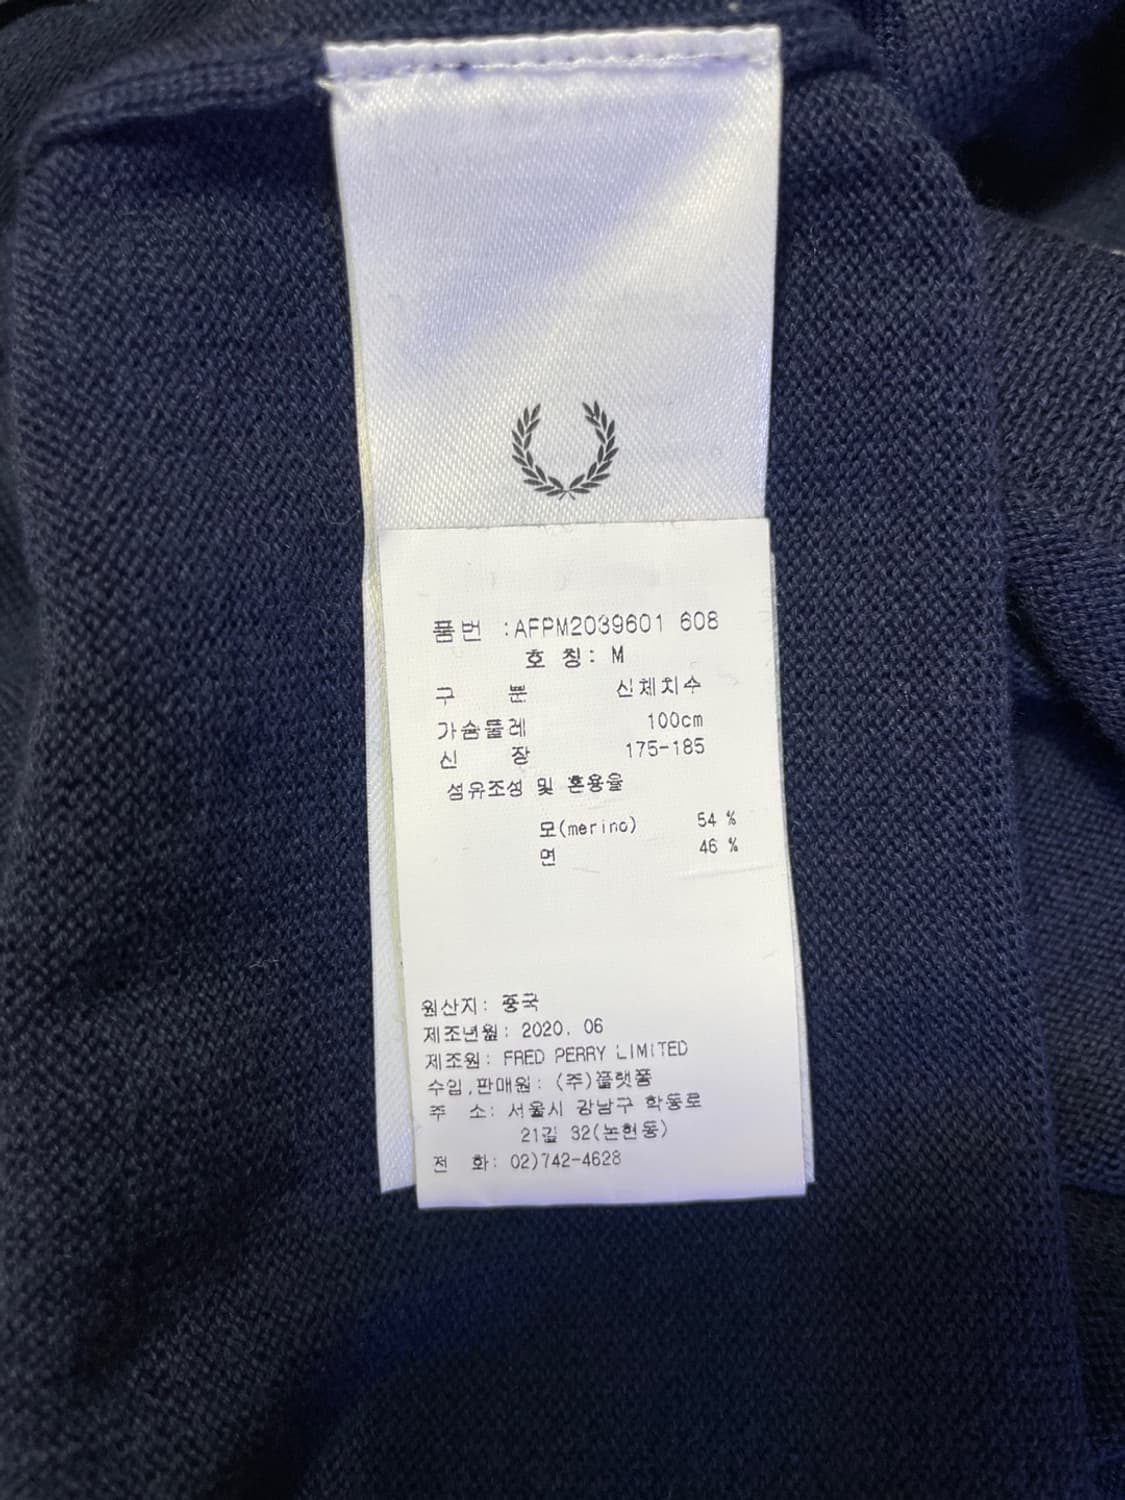 품번 :AFPM2039601 608
호 칭: M
구 분 신체치수
가슴둘레 100cm
신 장 175-185
섬유조성 및 혼용율
모(merino) 54 %
면 46 %
원산지: 중국
제조년월: 2020. 06
제조원: FRED PERRY LIMITED
수입,판매원: (주)플랫폼
주 소: 서울시 강남구 학동로
21길 32(논현동)
전 화: 02)742-4628